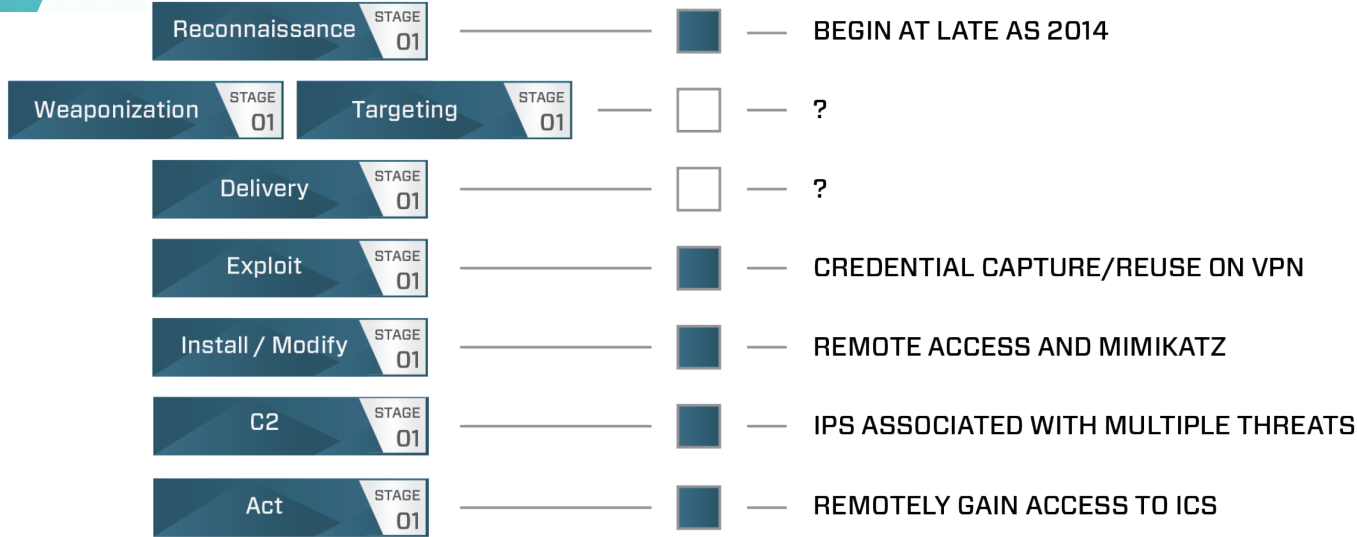 Reconnaissance STAGE 01 BEGIN AT LATE AS 2014
Weaponization STAGE 01 Targeting STAGE 01 ?
Delivery STAGE 01 ?
Exploit STAGE 01 CREDENTIAL CAPTURE/REUSE ON VPN
Install / Modify STAGE 01 REMOTE ACCESS AND MIMIKATZ
C2 STAGE 01 IPS ASSOCIATED WITH MULTIPLE THREATS
Act STAGE 01 REMOTELY GAIN ACCESS TO ICS